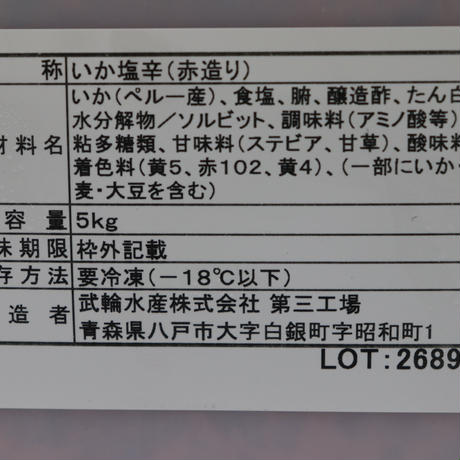 称 いか塩辛(赤造り)
いか(ペルー産)、食塩、腑、醸造酢、たん白
水分解物/ソルビット、調味料(アミノ酸等)
材料名 粘多糖類、甘味料(ステビア、甘草)、酸味料
着色料(黄5、赤102、黄4)、(一部にいか・
麦・大豆を含む)
容量 5kg
味期限 枠外記載
存方法 要冷凍(-18℃以下)
造者 武輪水産株式会社 第三工場
青森県八戸市大字白銀町字昭和町1
LOT:2689